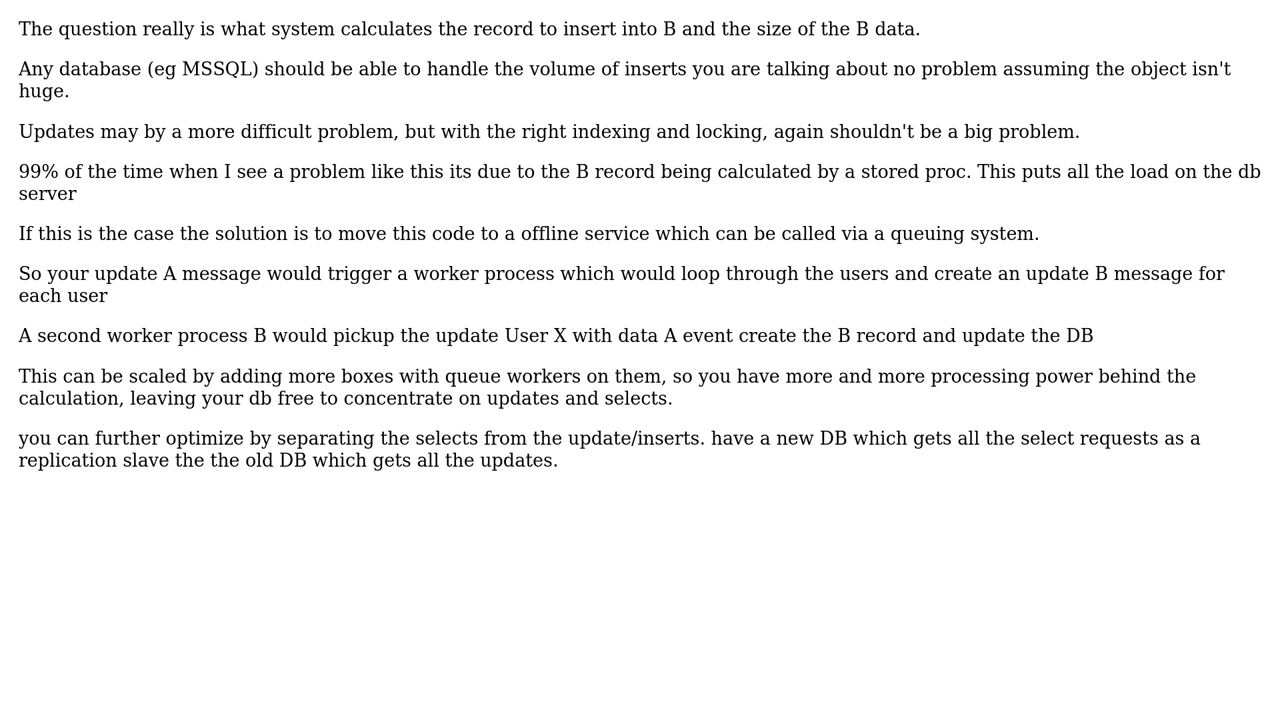 The question really is what system calculates the record to insert into B and the size of the B data.
Any database (eg MSSQL) should be able to handle the volume of inserts you are talking about no problem assuming the object isn't
huge.
Updates may by a more difficult problem, but with the right indexing and locking, again shouldn't be a big problem.
99% of the time when I see a problem like this its due to the B record being calculated by a stored proc. This puts all the load on the db
server
If this is the case the solution is to move this code to a offline service which can be called via a queuing system.
So your update A message would trigger a worker process which would loop through the users and create an update B message for
each user
A second worker process B would pickup the update User X with data A event create the B record and update the DB
This can be scaled by adding more boxes with queue workers on them, so you have more and more processing power behind the
calculation, leaving your db free to concentrate on updates and selects.
you can further optimize by separating the selects from the update/inserts. have a new DB which gets all the select requests as a
replication slave the the old DB which gets all the updates.